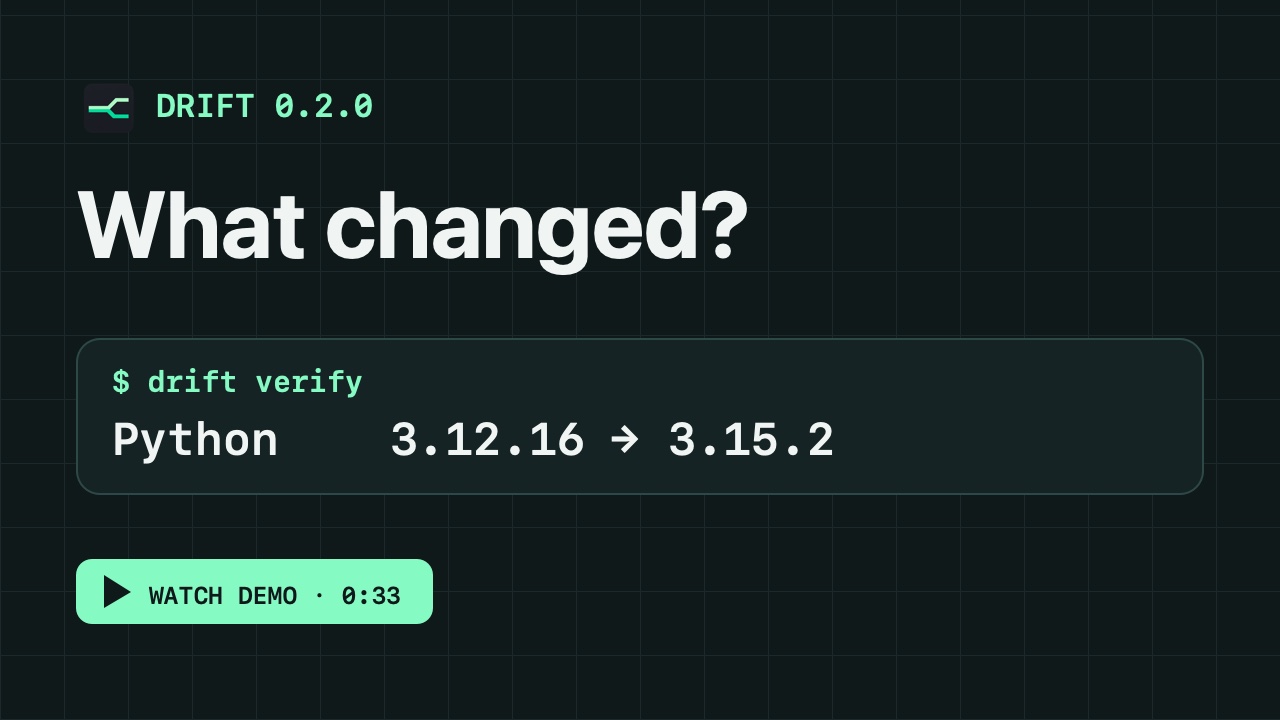 DRIFT 0.2.0
What changed?
$ drift verify
Python 3.12.16 → 3.15.2
WATCH DEMO · 0:33